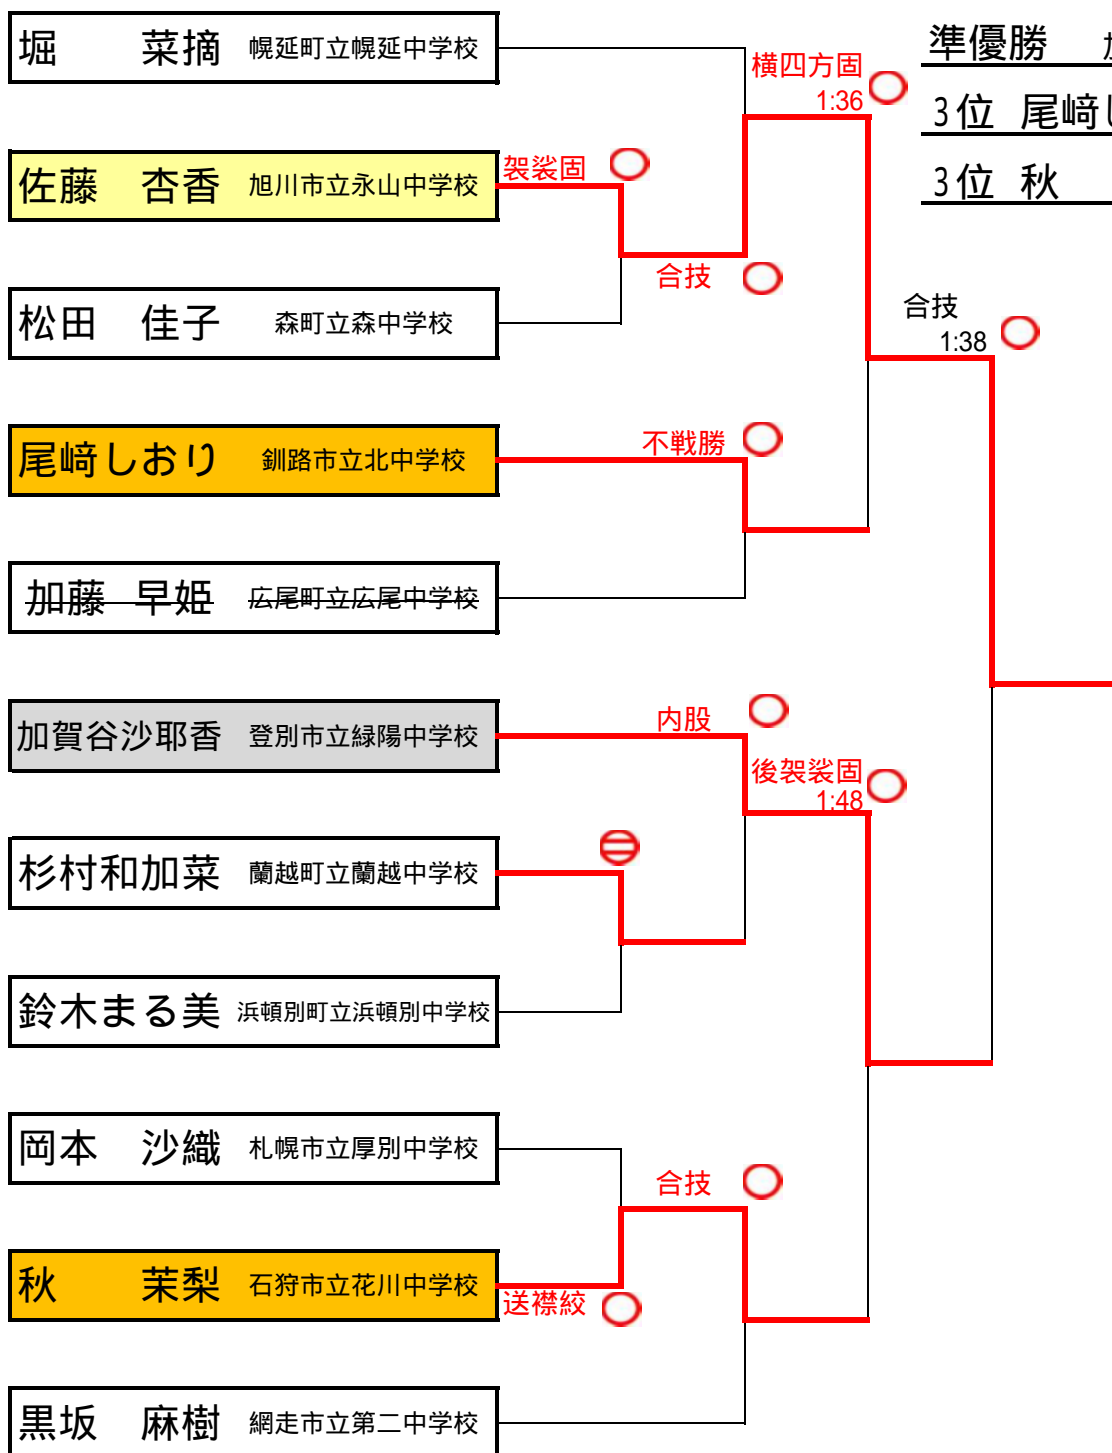 堀　菜摘 幌延町立幌延中学校
準優勝
横四方固
1:36
3位 尾﨑し
佐藤　杏香 旭川市立永山中学校
袈裟固
3位 秋
合技
松田　佳子 森町立森中学校
合技
1:38
尾﨑しおり 釧路市立北中学校
不戦勝
加藤　早姫 広尾町立広尾中学校
加賀谷沙耶香 登別市立緑陽中学校
内股
後袈裟固
1:48
杉村和加菜 蘭越町立蘭越中学校
鈴木まる美 浜頓別町立浜頓別中学校
岡本　沙織 札幌市立厚別中学校
合技
秋　茉梨 石狩市立花川中学校
送襟絞
黒坂　麻樹 網走市立第二中学校